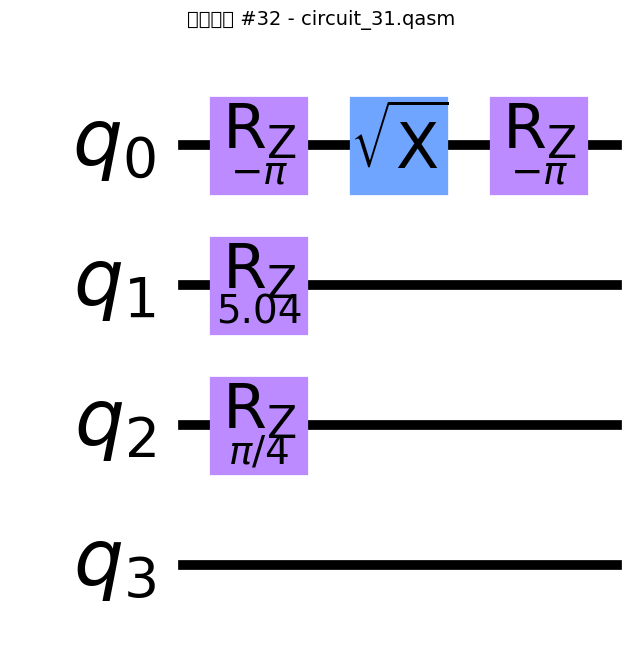 #32 - circuit_31.qasm
q0 RZ −π √X RZ −π
q1 RZ 5.04
q2 RZ π/4
q3